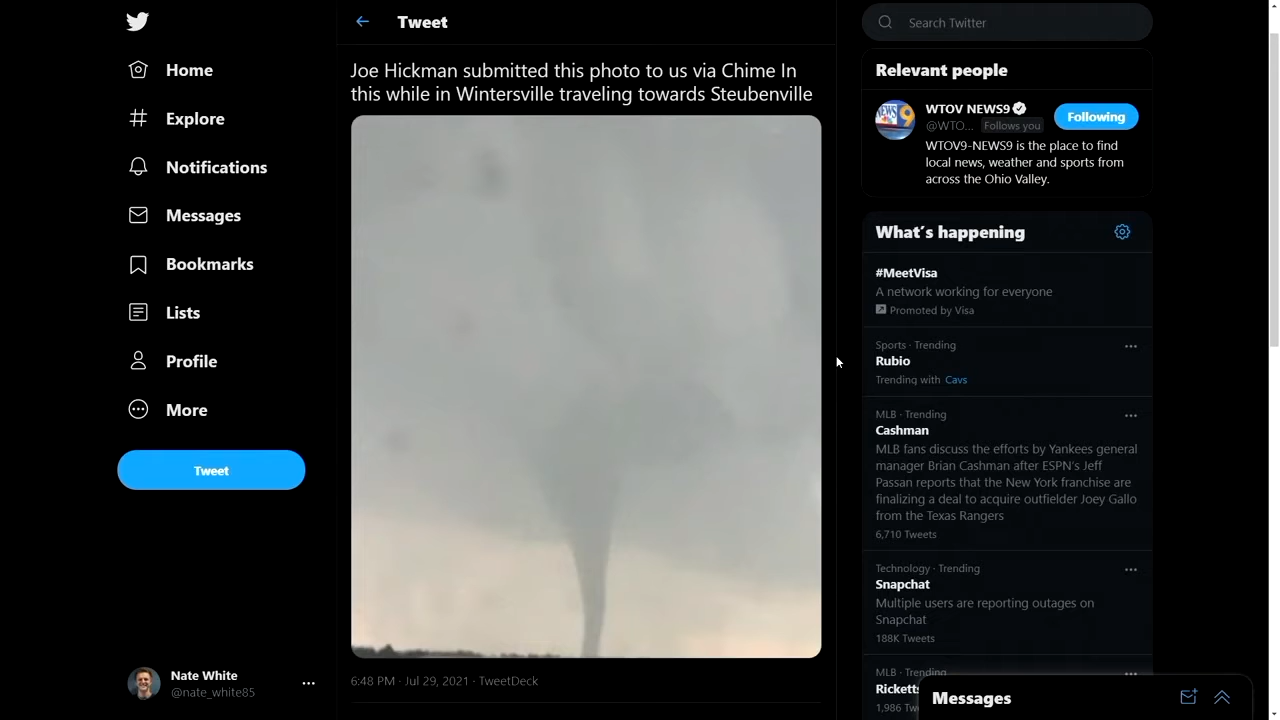 Home
Explore
Notifications
Messages
Bookmarks
Lists
Profile
More
Tweet
Nate White
@nate_white85
Tweet
Joe Hickman submitted this photo to us via Chime In
this while in Wintersville traveling towards Steubenville
6:48 PM · Jul 29, 2021 · TweetDeck
Search Twitter
Relevant people
NEWS 9
WTOV NEWS9
@WTO... Follows you
Following
WTOV9-NEWS9 is the place to find
local news, weather and sports from
across the Ohio Valley.
What's happening
#MeetVisa
A network working for everyone
Promoted by Visa
Sports · Trending
Rubio
Trending with Cavs
MLB · Trending
Cashman
MLB fans discuss the efforts by Yankees general
manager Brian Cashman after ESPN's Jeff
Passan reports that the New York franchise are
finalizing a deal to acquire outfielder Joey Gallo
from the Texas Rangers
6,710 Tweets
Technology · Trending
Snapchat
Multiple users are reporting outages on
Snapchat
188K Tweets
MLB · Trending
Ricketts
1,986 Tw
Messages